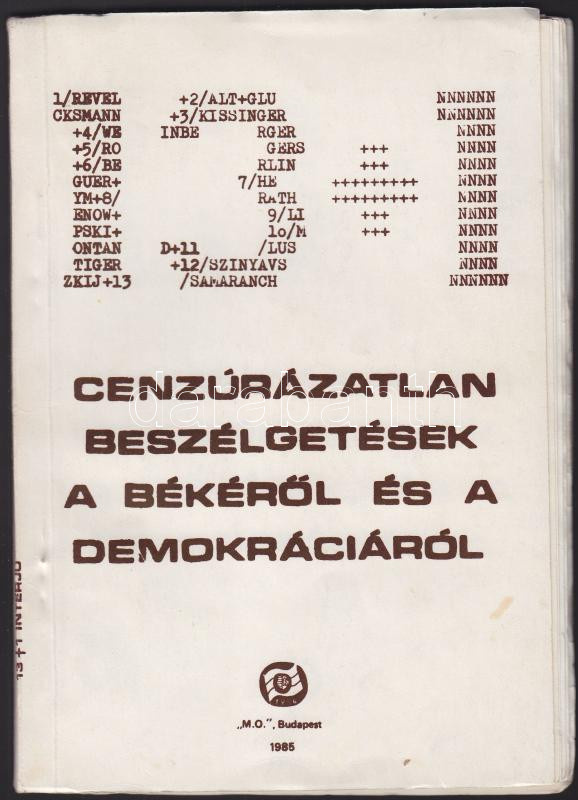 1/REVEL +2/ALT+GLU NNNNNN
CKSMANN +3/KISSINGER NNNNNNN
+4/WE INBE RGER NNNN
+5/RO GERS +++ NNNN
+6/BE RLIN +++ NNNN
GUER+ 7/HE +++++++++ NNNN
YM+8/ RATH +++++++++ NNNN
ENOW+ 9/LI +++ NNNN
PSKI+ 1o/M +++ NNNN
ONTAN D+11 /LUS NNNN
TIGER +12/SZINYAVS NNNN
ZKIJ+13 /SAMARANCH NNNNNN
CENZÚRÁZATLAN
BESZÉLGETÉSEK
A BÉKÉRŐL ÉS A
DEMOKRÁCIÁRÓL
darabanth
13+1 INTERJÚ
„M.O.", Budapest
1985